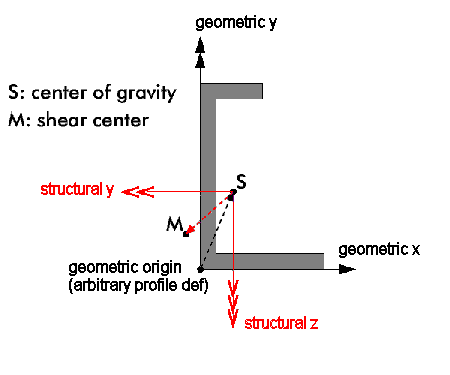 geometric y
S: center of gravity
M: shear center
S
structural y
M
geometric x
geometric origin
(arbitrary profile def)
structural z